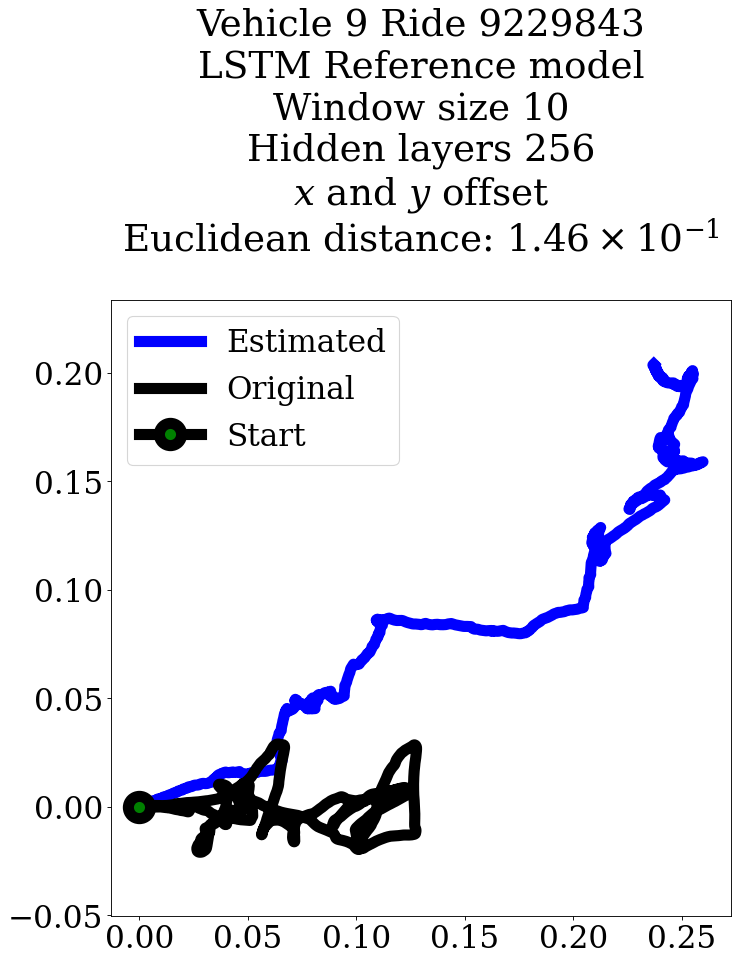 Vehicle 9 Ride 9229843
LSTM Reference model
Window size 10
Hidden layers 256
x and y offset
Euclidean distance: 1.46 × 10⁻¹
Estimated
Original
Start
0.20
0.15
0.10
0.05
0.00
−0.05
0.00 0.05 0.10 0.15 0.20 0.25